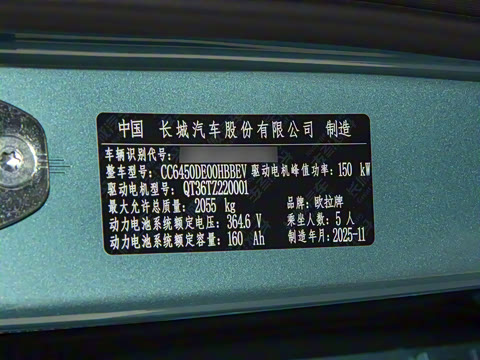 中国 长城汽车股份有限公司 制造
车辆识别代号:
整车型号: CC6450DE00HBBEV 驱动电机峰值功率: 150 kW
驱动电机型号: QT36TZ220001
最大允许总质量: 2055 kg 品牌: 欧拉牌
动力电池系统额定电压: 364.6 V 乘坐人数: 5 人
动力电池系统额定容量: 160 Ah 制造年月: 2025-11